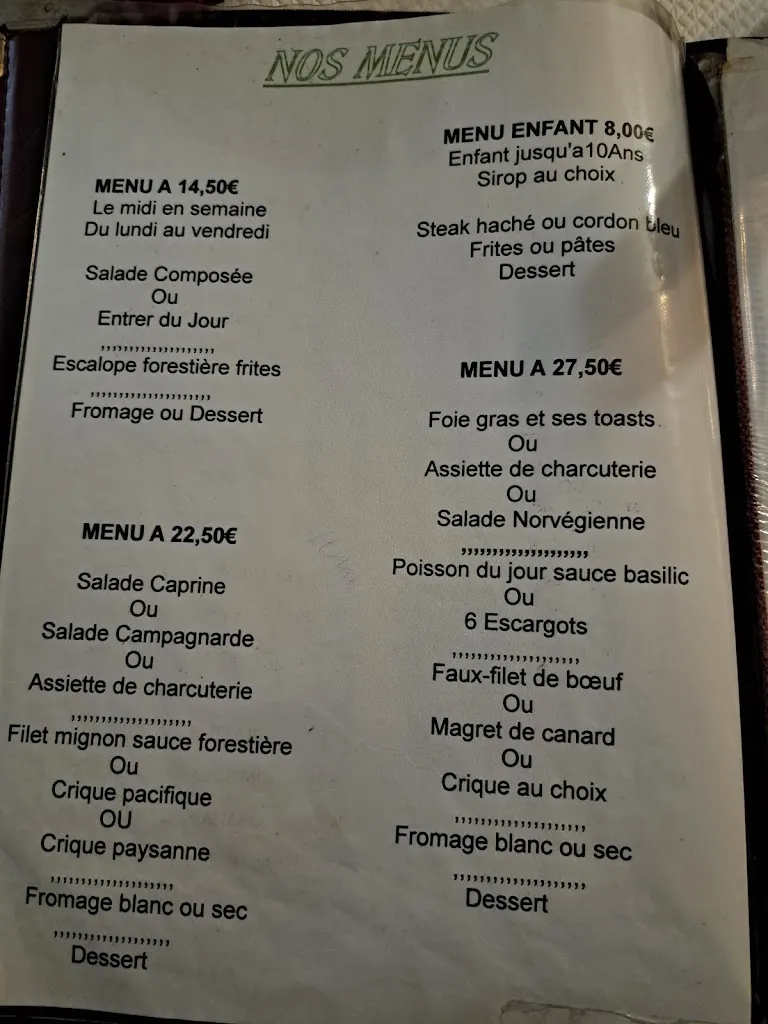 NOS MENUS
MENU A 14,50€
Le midi en semaine
Du lundi au vendredi
Salade Composée
Ou
Entrer du Jour
,,,,,,,,,,,,,,,,,,,,
Escalope forestière frites
,,,,,,,,,,,,,,,,,,,,,
Fromage ou Dessert
MENU A 22,50€
Salade Caprine
Ou
Salade Campagnarde
Ou
Assiette de charcuterie
,,,,,,,,,,,,,,,,,,,,,
Filet mignon sauce forestière
Ou
Crique pacifique
OU
Crique paysanne
,,,,,,,,,,,,,,,,,,,,,
Fromage blanc ou sec
,,,,,,,,,,,,,,,,,,,,
Dessert
MENU ENFANT 8,00€
Enfant jusqu'a10Ans
Sirop au choix
Steak haché ou cordon bleu
Frites ou pâtes
Dessert
MENU A 27,50€
Foie gras et ses toasts
Ou
Assiette de charcuterie
Ou
Salade Norvégienne
,,,,,,,,,,,,,,,,,,,,,
Poisson du jour sauce basilic
Ou
6 Escargots
,,,,,,,,,,,,,,,,,,,,,
Faux-filet de bœuf
Ou
Magret de canard
Ou
Crique au choix
,,,,,,,,,,,,,,,,,,,,,
Fromage blanc ou sec
,,,,,,,,,,,,,,,,,,,,,
Dessert